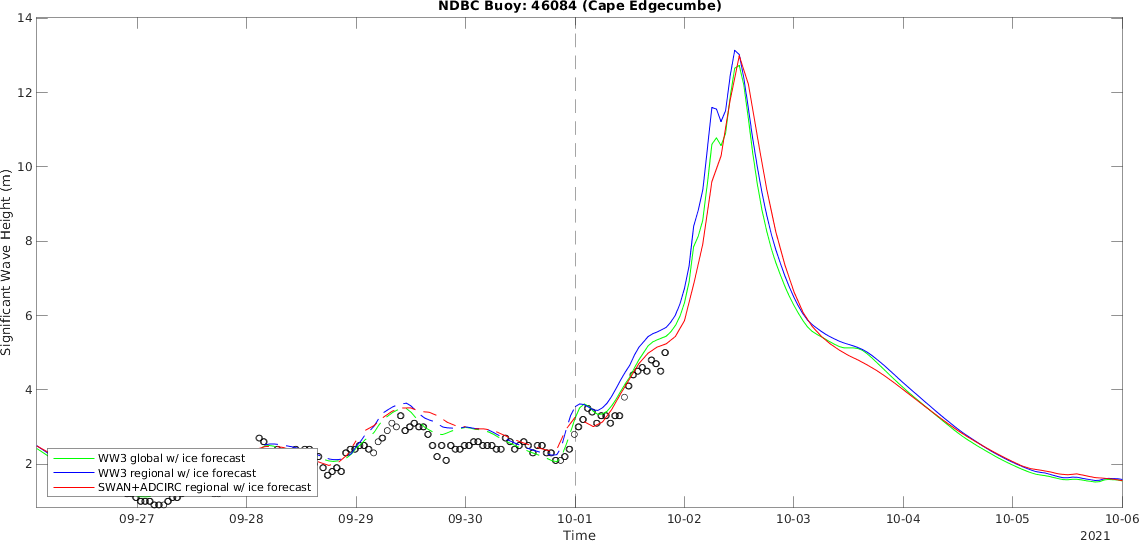 NDBC Buoy: 46084 (Cape Edgecumbe)
14
12
10
8
6
4
2
Significant Wave Height (m)
WW3 global w/ ice forecast
WW3 regional w/ ice forecast
SWAN+ADCIRC regional w/ ice forecast
09-27 09-28 09-29 09-30 10-01 10-02 10-03 10-04 10-05 10-06
Time
2021